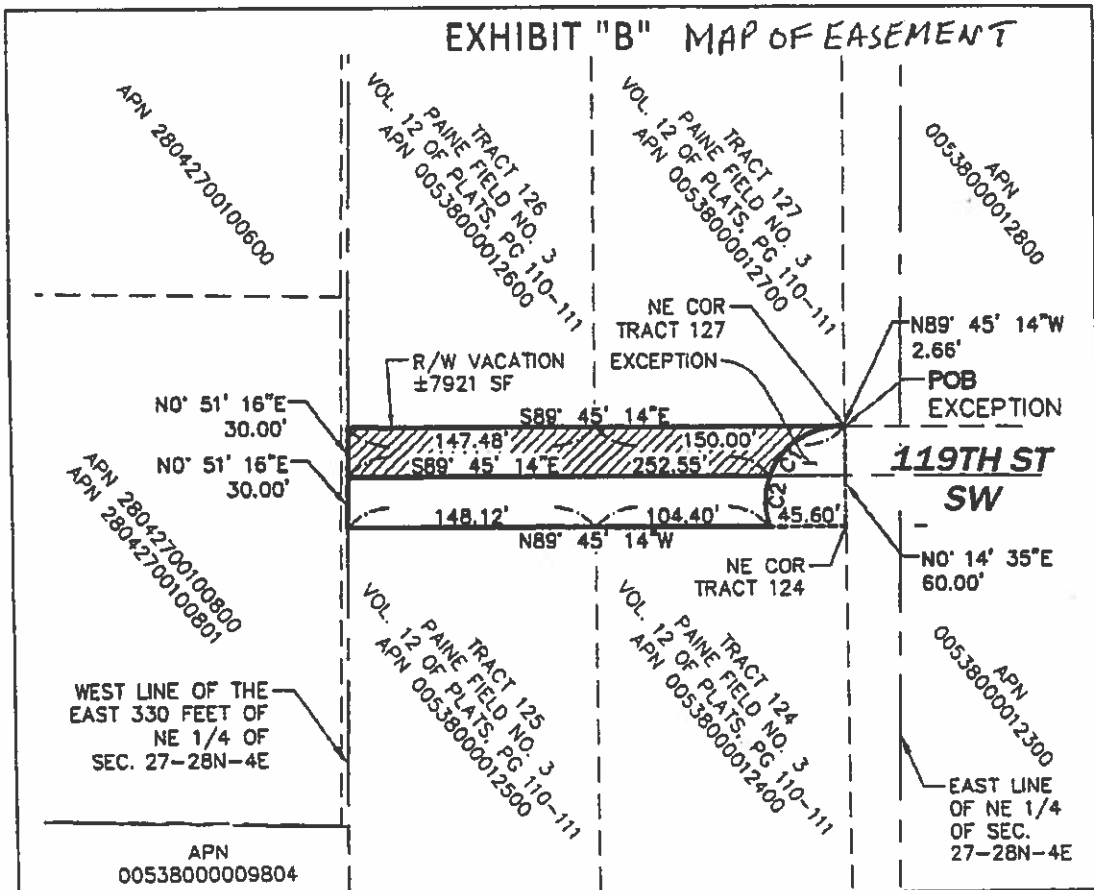 EXHIBIT "B" MAP OF EASEMENT
APN 28042700100600
TRACT 126
PAINE FIELD NO. 3
VOL. 12 OF PLATS, PG 110-111
APN 00538000012600
TRACT 127
PAINE FIELD NO. 3
VOL. 12 OF PLATS, PG 110-111
APN 00538000012700
APN
00538000012800
NE COR
TRACT 127
EXCEPTION
N89° 45' 14"W
2.66'
POB
EXCEPTION
R/W VACATION
±7921 SF
N0° 51' 16"E
30.00'
N0° 51' 16"E
30.00'
S89° 45' 14"E
147.48'
150.00'
S89° 45' 14"E
252.55'
C1
C2
119TH ST
SW
148.12'
104.40'
45.60'
N89° 45' 14"W
NE COR
TRACT 124
N0° 14' 35"E
60.00'
APN 28042700100800
APN 28042700100801
TRACT 125
PAINE FIELD NO. 3
VOL. 12 OF PLATS, PG 110-111
APN 00538000012500
TRACT 124
PAINE FIELD NO. 3
VOL. 12 OF PLATS, PG 110-111
APN 00538000012400
APN
00538000012300
WEST LINE OF THE
EAST 330 FEET OF
NE 1/4 OF
SEC. 27-28N-4E
EAST LINE
OF NE 1/4
OF SEC.
27-28N-4E
APN
00538000009804